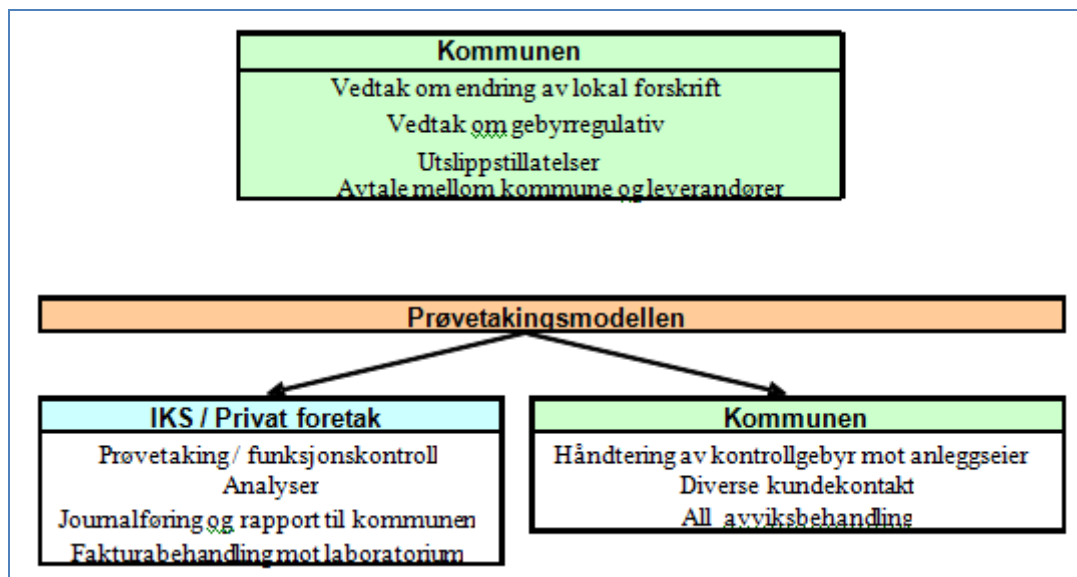 Kommunen
Vedtak om endring av lokal forskrift
Vedtak om gebyrregulativ
Utslippstillatelser
Avtale mellom kommune og leverandører
Prøvetakingsmodellen
IKS / Privat foretak
Prøvetaking / funksjonskontroll
Analyser
Journalføring og rapport til kommunen
Fakturabehandling mot laboratorium
Kommunen
Håndtering av kontrollgebyr mot anleggseier
Diverse kundekontakt
All avviksbehandling